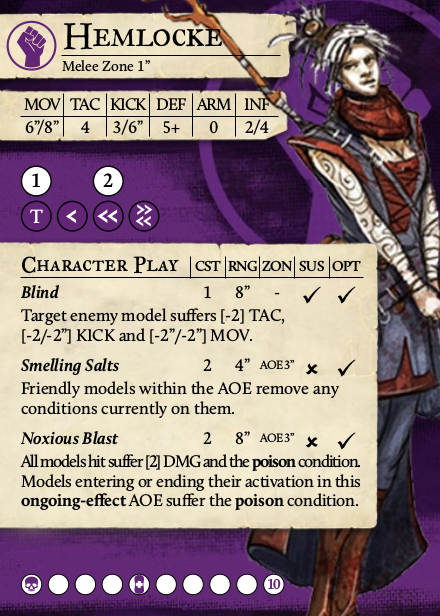 Hemlocke
Melee Zone 1”
MOV TAC KICK DEF ARM INF
6”/8” 4 3/6” 5+ 0 2/4
1 2
T < << >> <<
Character Play CST RNG ZON SUS OPT
Blind 1 8” - ✓ ✓
Target enemy model suffers [-2] TAC,
[-2/-2”] KICK and [-2”/-2”] MOV.
Smelling Salts 2 4” AOE 3” ✘ ✓
Friendly models within the AOE remove any
conditions currently on them.
Noxious Blast 2 8” AOE 3” ✘ ✓
All models hit suffer [2] DMG and the poison condition.
Models entering or ending their activation in this
ongoing-effect AOE suffer the poison condition.
10